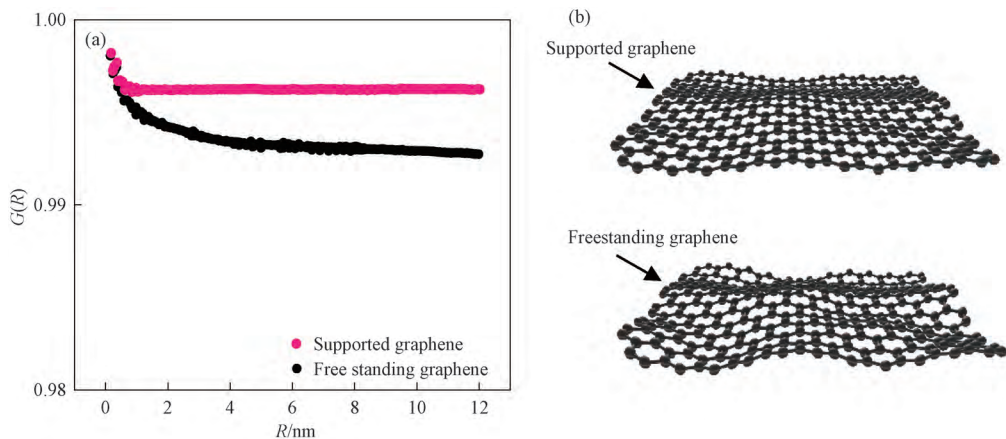 1.00
(a)
0.99
0.98
G(R)
Supported graphene
Free standing graphene
0
2
4
6
8
10
12
R/nm
(b)
Supported graphene
Freestanding graphene